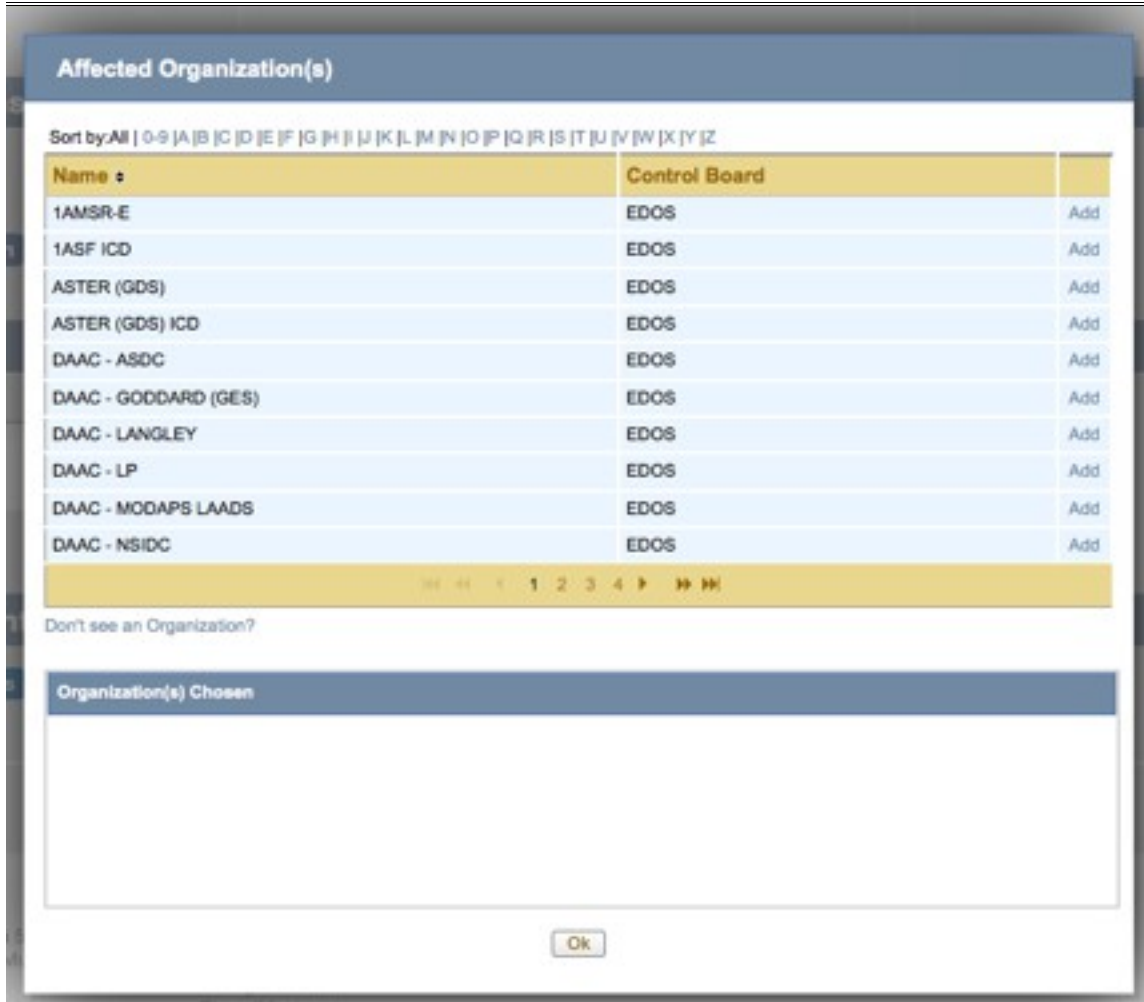 Affected Organization(s)
Sort by:All | 0-9 |A |B |C |D |E |F |G |H |I |J |K |L |M |N |O |P |Q |R |S |T |U |V |W |X |Y |Z
Name Control Board
1AMSR-E EDOS Add
1ASF ICD EDOS Add
ASTER (GDS) EDOS Add
ASTER (GDS) ICD EDOS Add
DAAC - ASDC EDOS Add
DAAC - GODDARD (GES) EDOS Add
DAAC - LANGLEY EDOS Add
DAAC - LP EDOS Add
DAAC - MODAPS LAADS EDOS Add
DAAC - NSIDC EDOS Add
1 2 3 4
Don't see an Organization?
Organization(s) Chosen
Ok